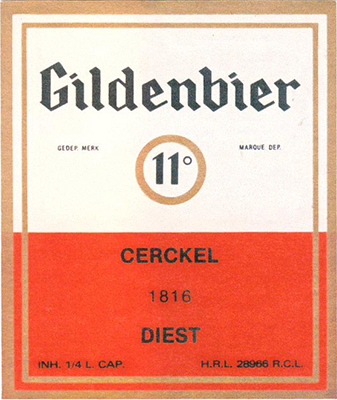 Gildenbier
GEDEP. MERK 11° MARQUE DEP.
CERCKEL
1816
DIEST
INH. 1/4 L. CAP. H.R.L. 28966 R.C.L.